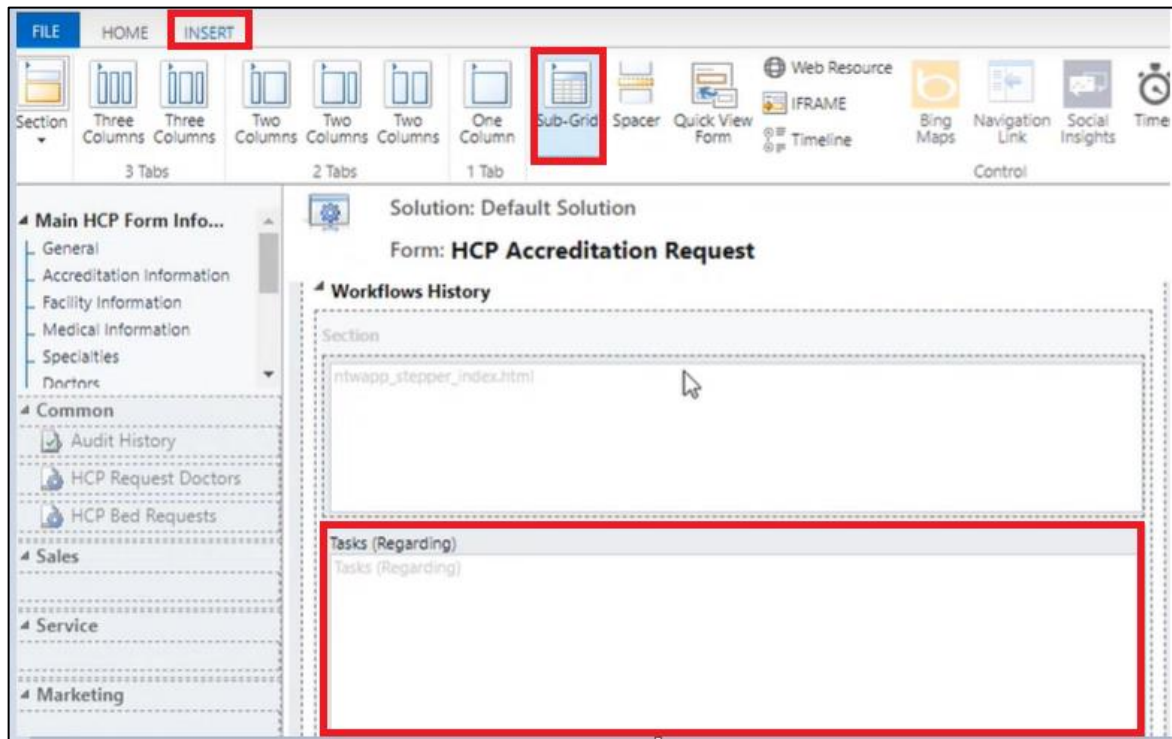 FILE HOME INSERT
Section
Three Columns
Three Columns
Two Columns
Two Columns
Two Columns
One Column
Sub-Grid
Spacer
Quick View Form
Web Resource
IFRAME
Timeline
Bing Maps
Navigation Link
Social Insights
Time
3 Tabs 2 Tabs 1 Tab Control
Main HCP Form Info...
General
Accreditation Information
Facility Information
Medical Information
Specialties
Doctors
Common
Audit History
HCP Request Doctors
HCP Bed Requests
Sales
Service
Marketing
Solution: Default Solution
Form: HCP Accreditation Request
Workflows History
Section
ntwapp_stepper_index.html
Tasks (Regarding)
Tasks (Regarding)